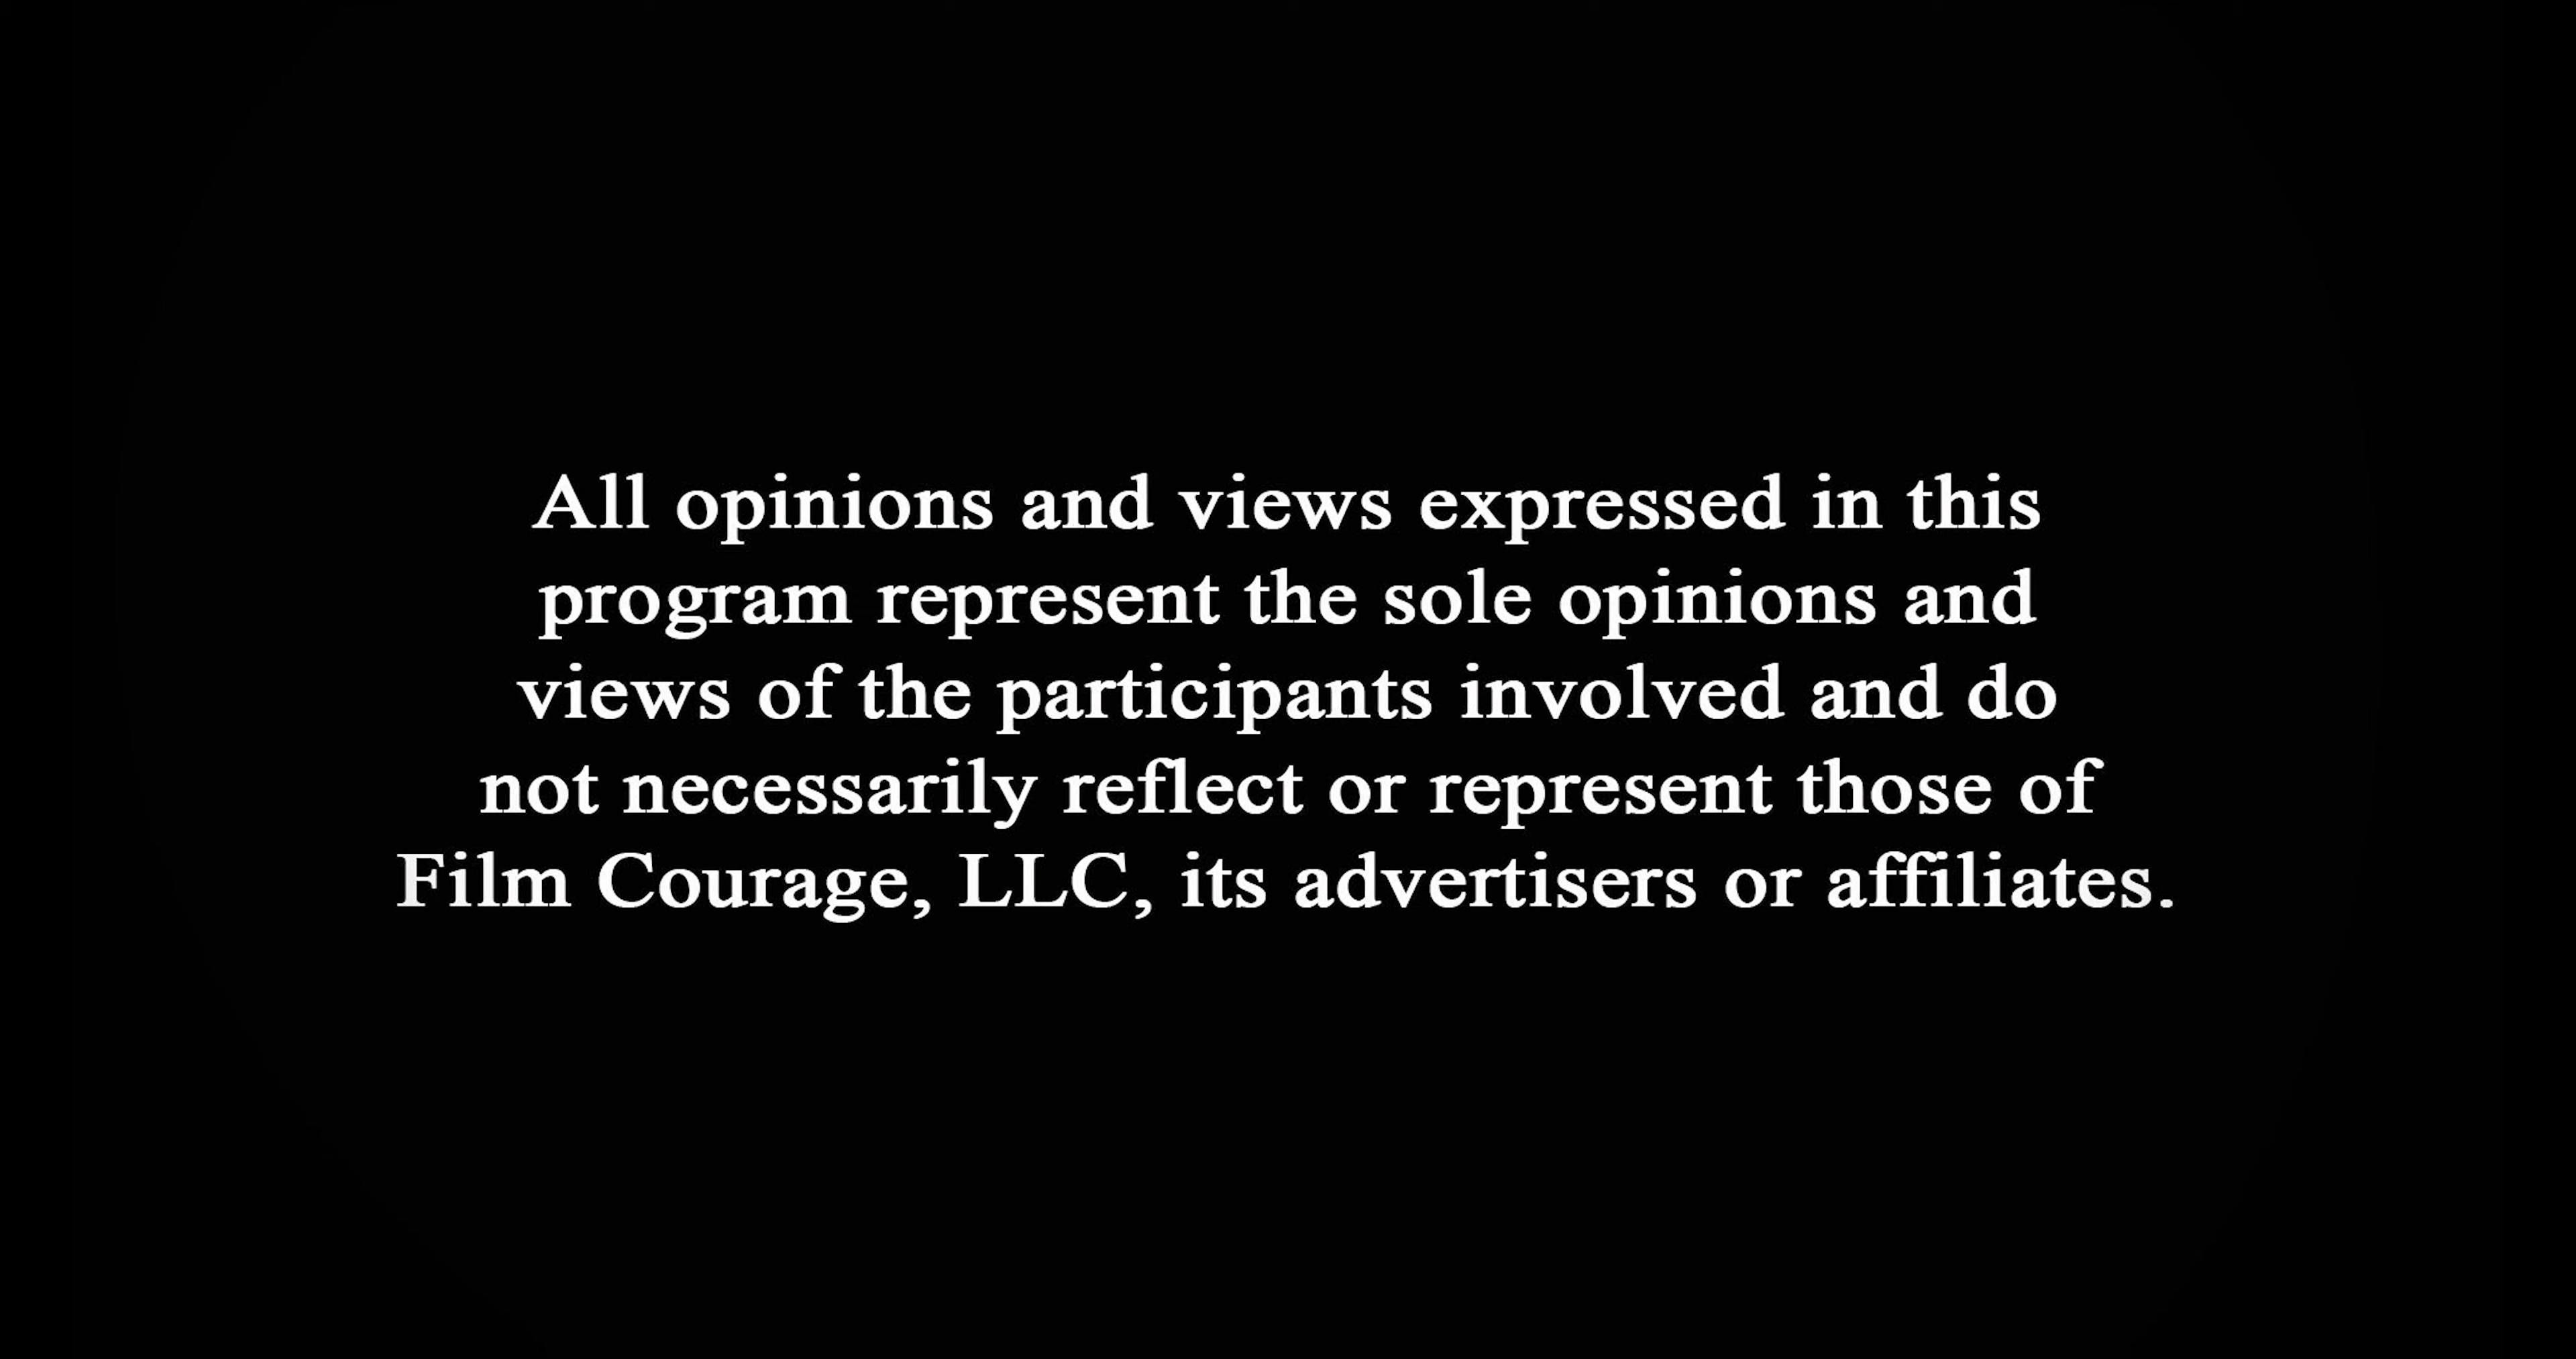 All opinions and views expressed in this
program represent the sole opinions and
views of the participants involved and do
not necessarily reflect or represent those of
Film Courage, LLC, its advertisers or affiliates.